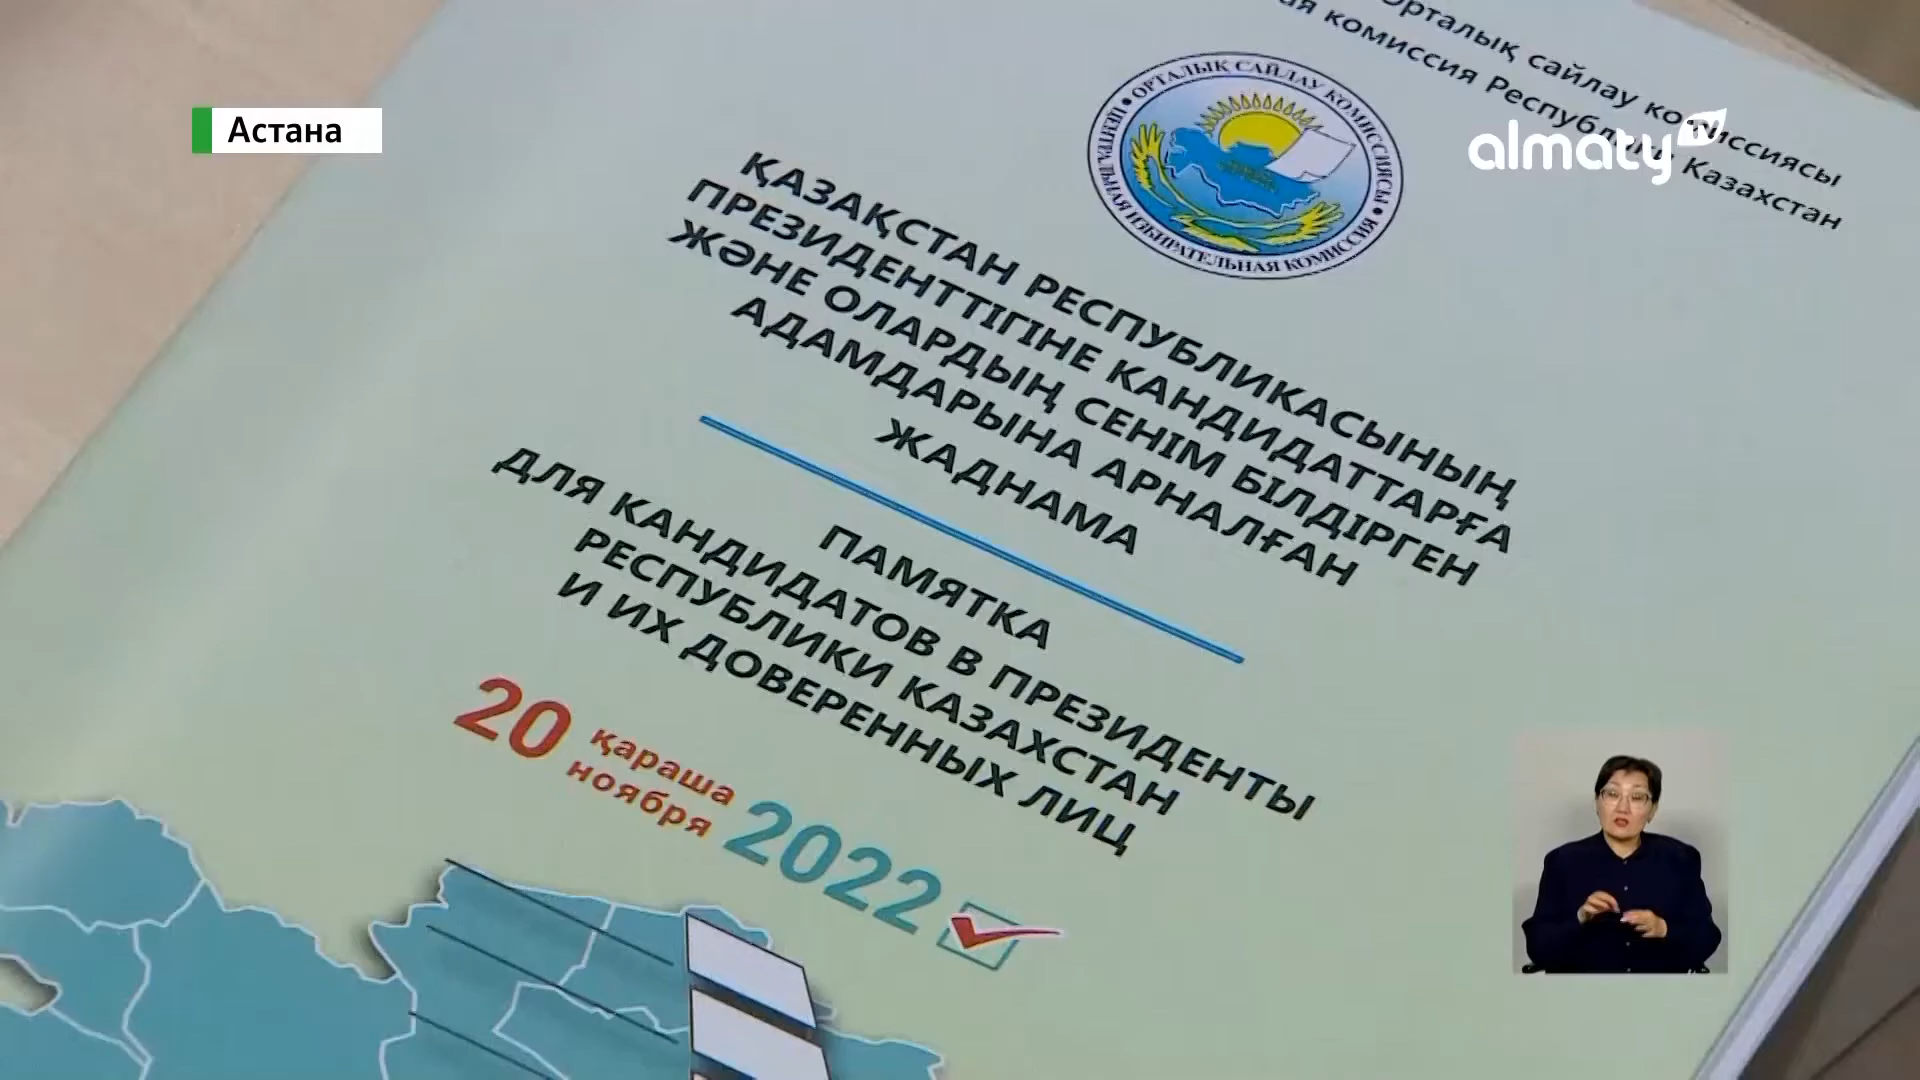 Орталық сайлау комиссиясы
комиссия Республики Казахстан
ОРТАЛЫҚ САЙЛАУ КОМИССИЯСЫ
ЦЕНТРАЛЬНАЯ ИЗБИРАТЕЛЬНАЯ КОМИССИЯ
Астана
almaty tv
ҚАЗАҚСТАН РЕСПУБЛИКАСЫНЫҢ
ПРЕЗИДЕНТТІГІНЕ КАНДИДАТТАРҒА
ЖӘНЕ ОЛАРДЫҢ СЕНІМ БІЛДІРГЕН
АДАМДАРЫНА АРНАЛҒАН
ЖАДНАМА
ПАМЯТКА
ДЛЯ КАНДИДАТОВ В ПРЕЗИДЕНТЫ
РЕСПУБЛИКИ КАЗАХСТАН
И ИХ ДОВЕРЕННЫХ ЛИЦ
20 қараша
ноября 2022